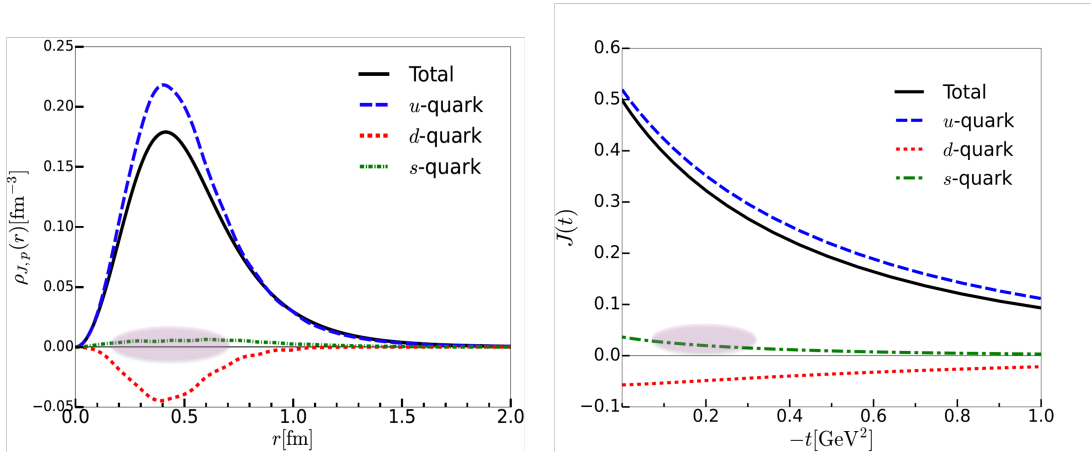 0.25
0.20
0.15
0.10
0.05
0.00
−0.05
ρ_{J,p}(r)[fm⁻³]
Total
u-quark
d-quark
s-quark
0.0 0.5 1.0 1.5 2.0
r[fm]
0.6
0.5
0.4
0.3
0.2
0.1
0.0
−0.1
J(t)
Total
u-quark
d-quark
s-quark
0.2 0.4 0.6 0.8 1.0
−t[GeV²]